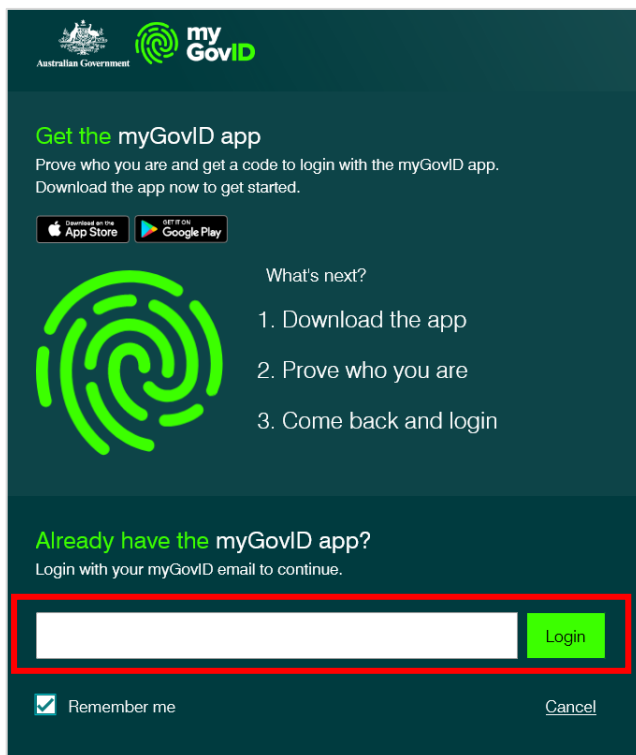 Australian Government
my
GovID
Get the myGovID app
Prove who you are and get a code to login with the myGovID app.
Download the app now to get started.
Download on the
App Store
GET IT ON
Google Play
What's next?
1. Download the app
2. Prove who you are
3. Come back and login
Already have the myGovID app?
Login with your myGovID email to continue.
Login
Remember me
Cancel